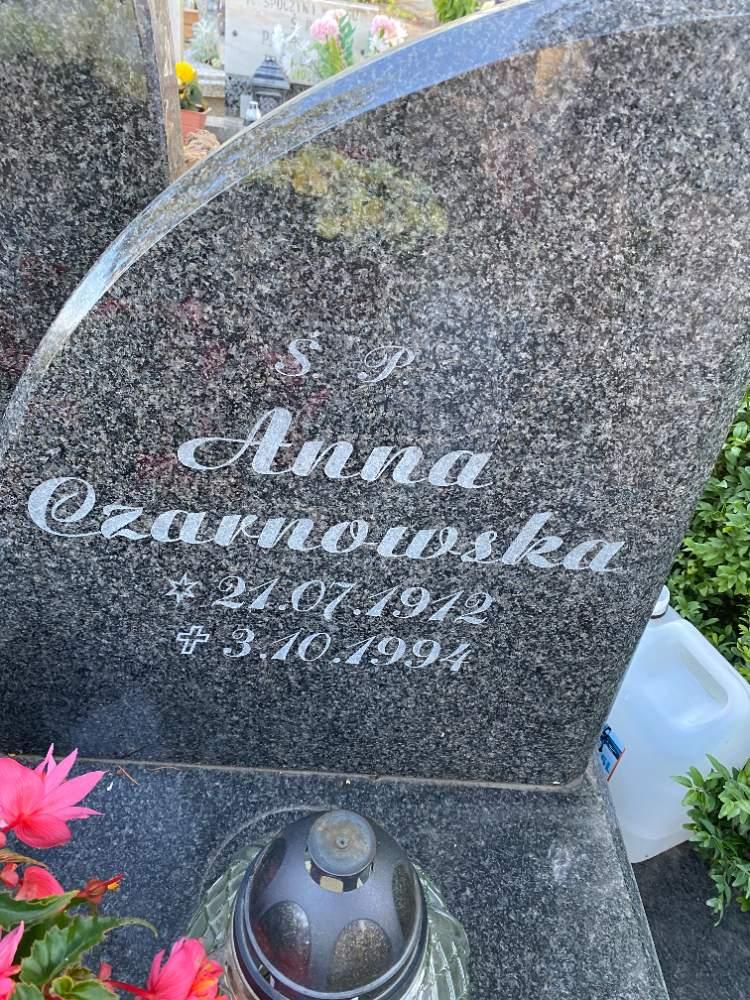 Ś. P.
Anna
Czarnowska
21.07.1912
3.10.1994